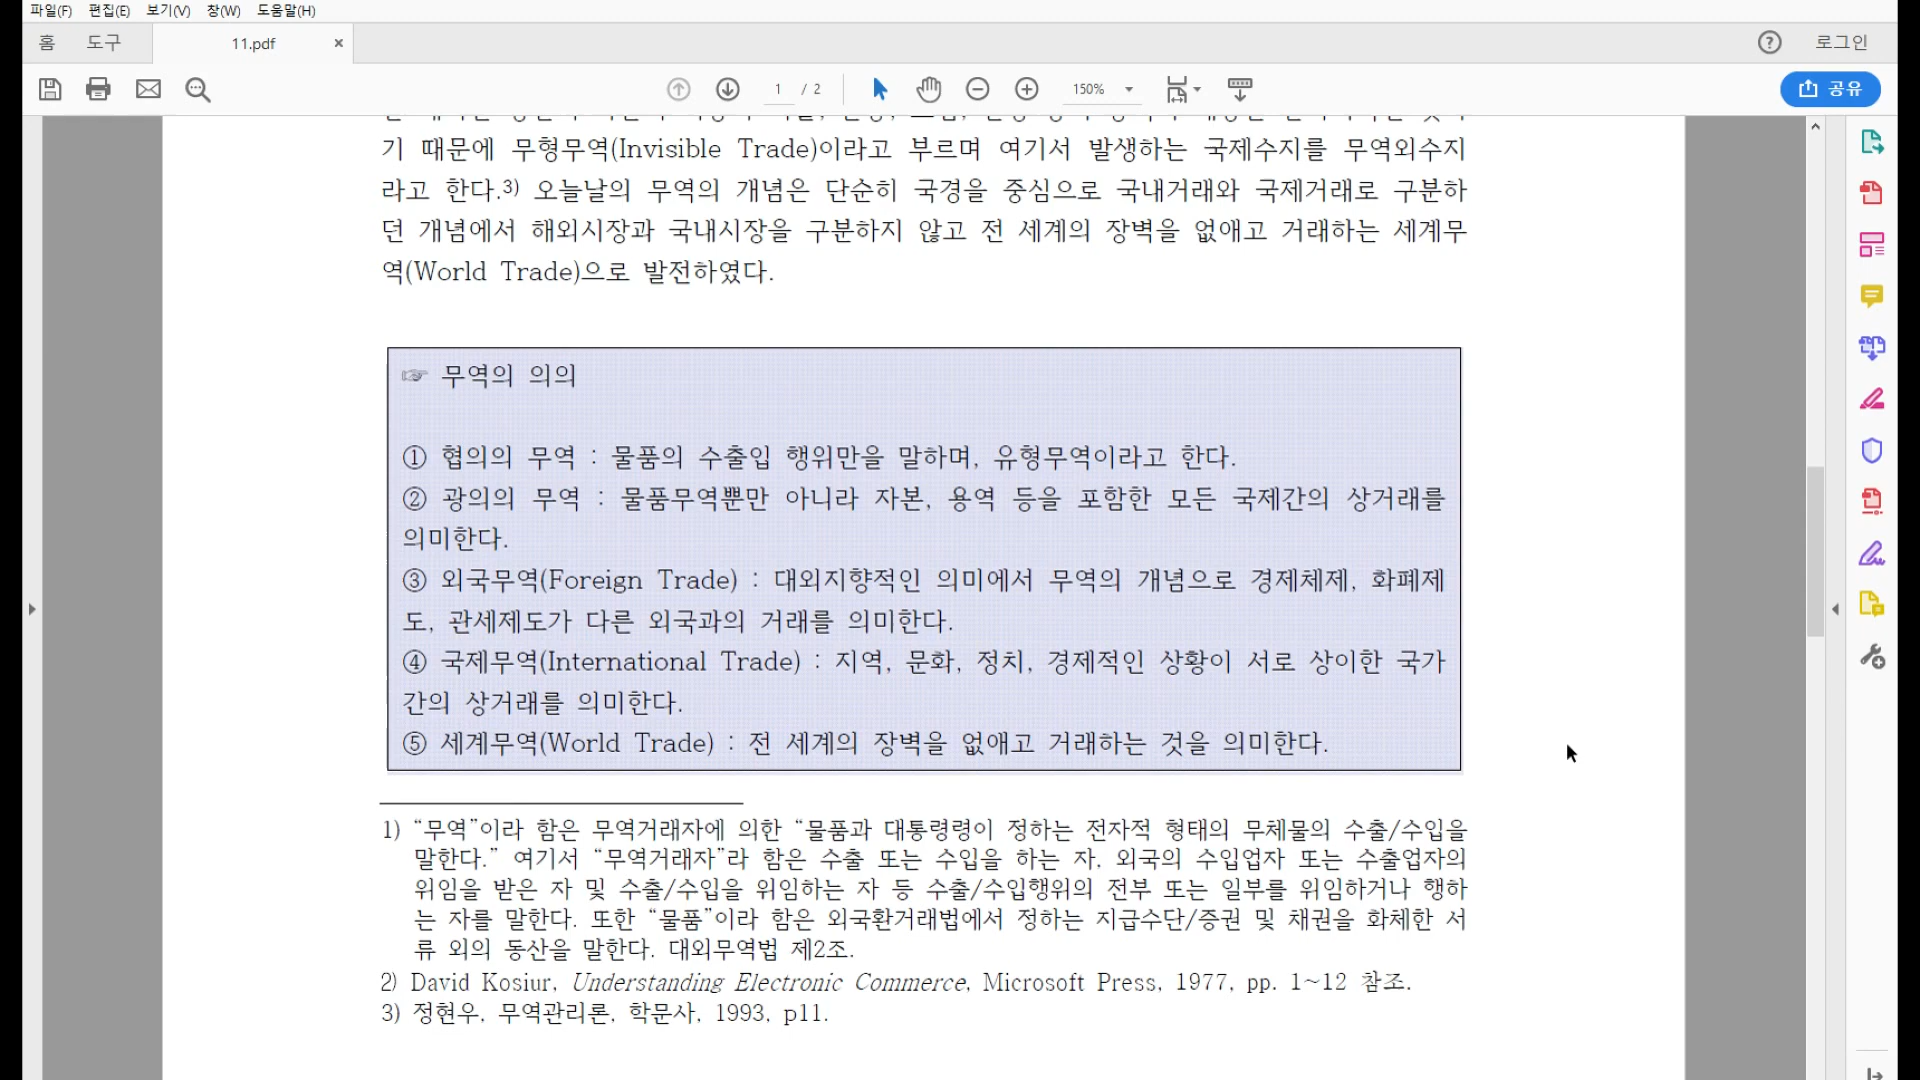 파일(F) 편집(E) 보기(V) 창(W) 도움말(H)
홈 도구 11.pdf × ? 로그인
1 / 2 150% 공유
기 때문에 무형무역(Invisible Trade)이라고 부르며 여기서 발생하는 국제수지를 무역외수지
라고 한다.3) 오늘날의 무역의 개념은 단순히 국경을 중심으로 국내거래와 국제거래로 구분하
던 개념에서 해외시장과 국내시장을 구분하지 않고 전 세계의 장벽을 없애고 거래하는 세계무
역(World Trade)으로 발전하였다.
☞ 무역의 의의
① 협의의 무역 : 물품의 수출입 행위만을 말하며, 유형무역이라고 한다.
② 광의의 무역 : 물품무역뿐만 아니라 자본, 용역 등을 포함한 모든 국제간의 상거래를
의미한다.
③ 외국무역(Foreign Trade) : 대외지향적인 의미에서 무역의 개념으로 경제체제, 화폐제
도, 관세제도가 다른 외국과의 거래를 의미한다.
④ 국제무역(International Trade) : 지역, 문화, 정치, 경제적인 상황이 서로 상이한 국가
간의 상거래를 의미한다.
⑤ 세계무역(World Trade) : 전 세계의 장벽을 없애고 거래하는 것을 의미한다.
1) “무역”이라 함은 무역거래자에 의한 “물품과 대통령령이 정하는 전자적 형태의 무체물의 수출/수입을
말한다.” 여기서 “무역거래자”라 함은 수출 또는 수입을 하는 자, 외국의 수입업자 또는 수출업자의
위임을 받은 자 및 수출/수입을 위임하는 자 등 수출/수입행위의 전부 또는 일부를 위임하거나 행하
는 자를 말한다. 또한 “물품”이라 함은 외국환거래법에서 정하는 지급수단/증권 및 채권을 화체한 서
류 외의 동산을 말한다. 대외무역법 제2조.
2) David Kosiur, Understanding Electronic Commerce, Microsoft Press, 1977, pp. 1~12 참조.
3) 정현우, 무역관리론, 학문사, 1993, p11.